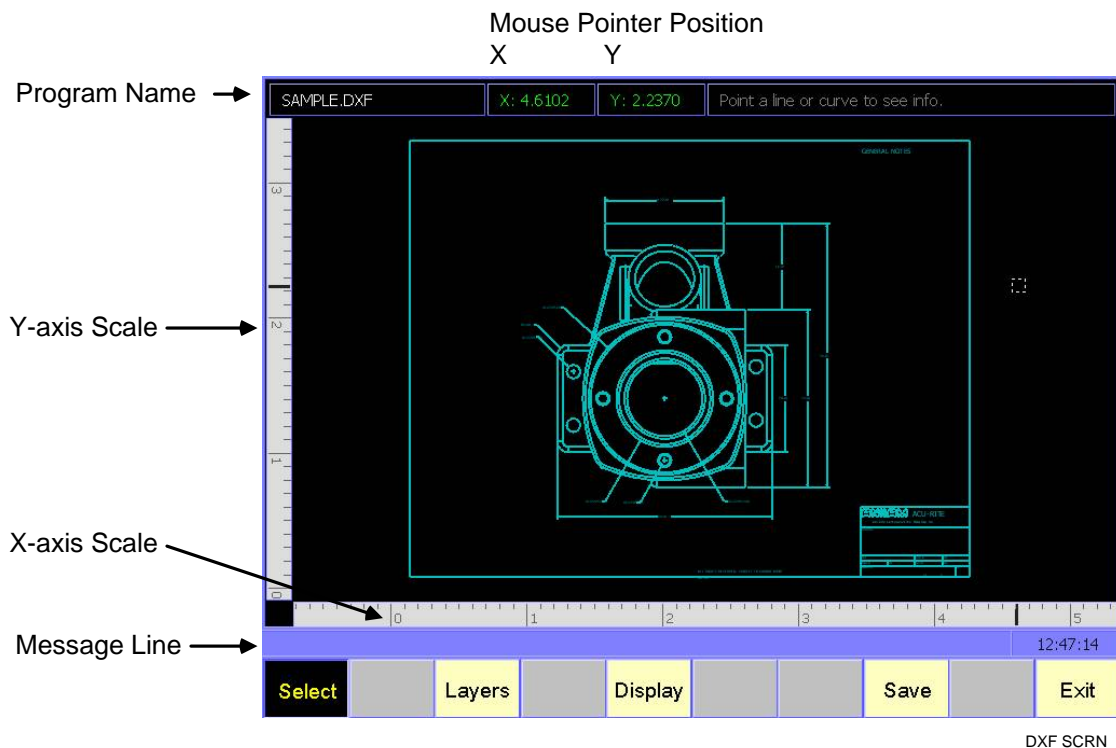 Mouse Pointer Position
X Y
Program Name
SAMPLE.DXF X: 4.6102 Y: 2.2370 Point a line or curve to see info.
GENERAL NOTES
3
Y-axis Scale
2
1
ACU-RITE
X-axis Scale
0
0 1 2 3 4 5
Message Line
12:47:14
Select Layers Display Save Exit
DXF SCRN